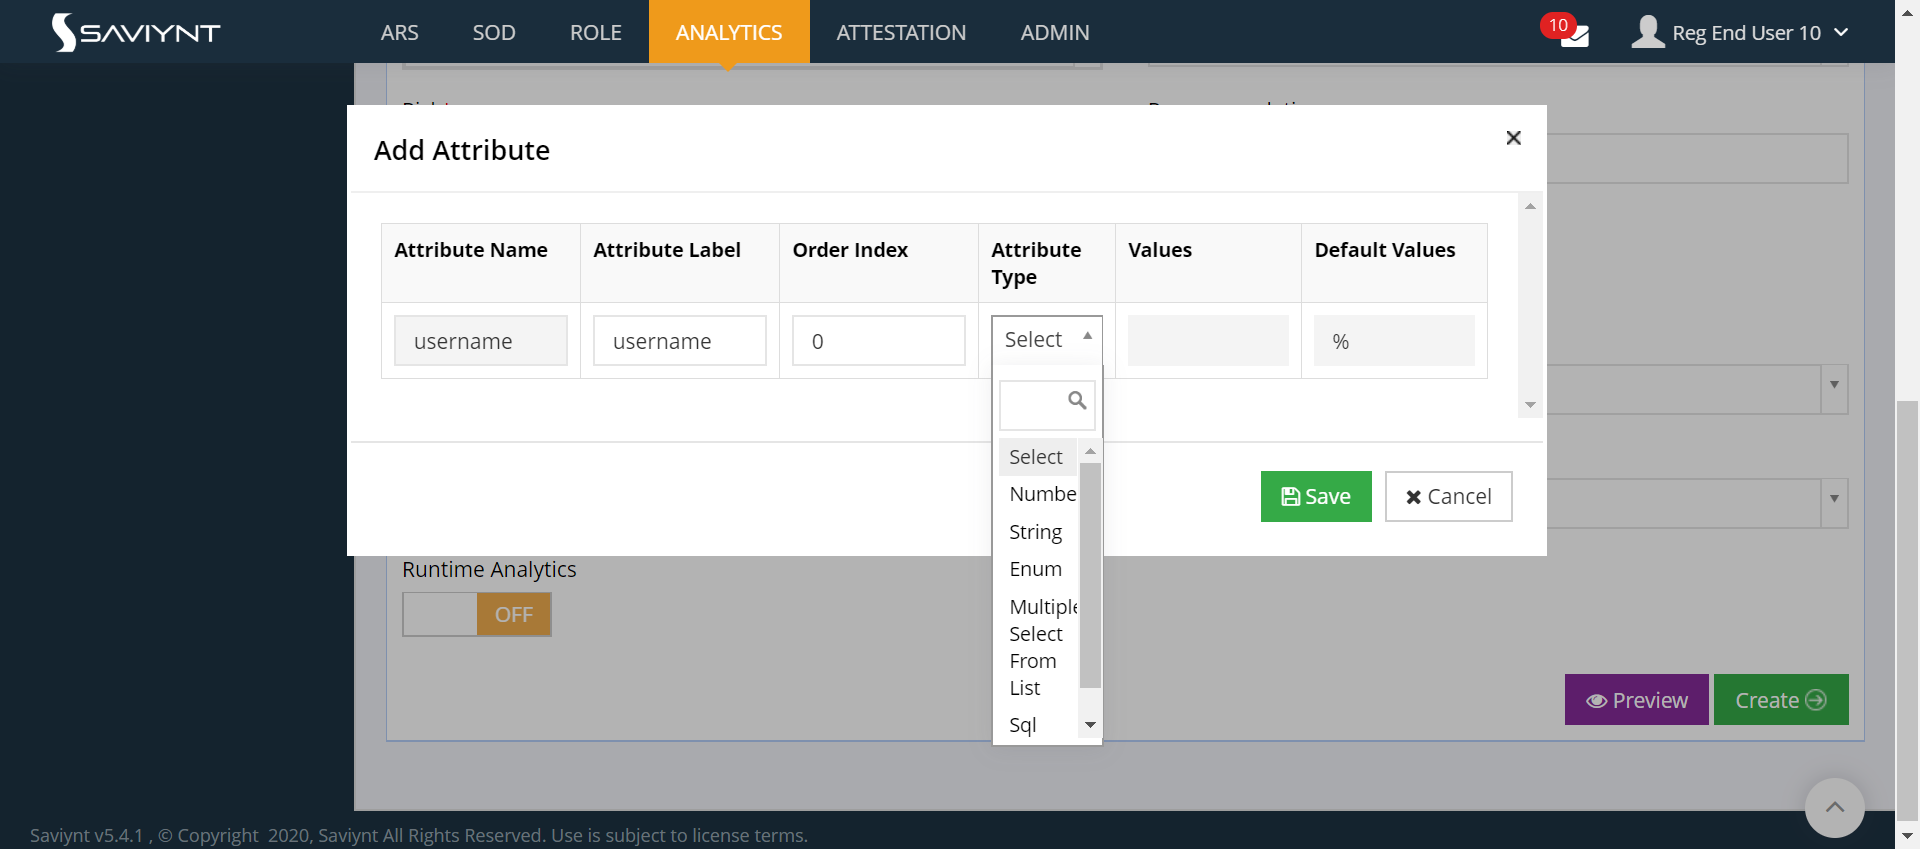 SAVIYNT
ARS SOD ROLE ANALYTICS ATTESTATION ADMIN
10
Reg End User 10
Add Attribute
Attribute Name Attribute Label Order Index Attribute Type Values Default Values
username username 0 Select %
Select
Numbe
String
Enum
Multiple
Select
From
List
Sql
Save Cancel
Runtime Analytics
OFF
Preview Create
Saviynt v5.4.1 , © Copyright 2020, Saviynt All Rights Reserved. Use is subject to license terms.